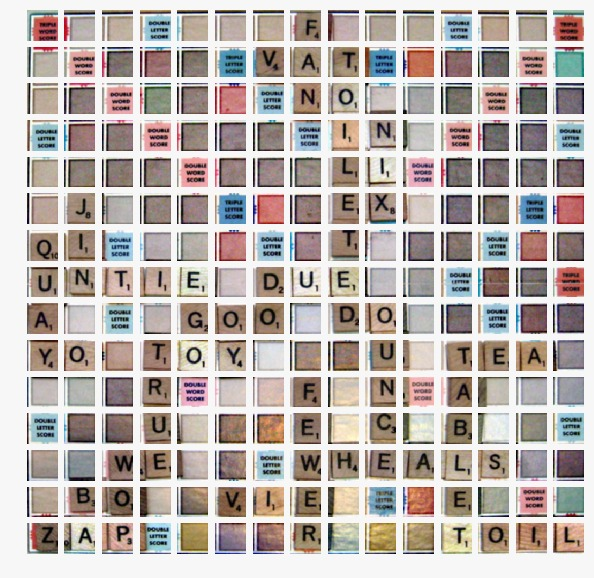 TRIPLE WORD SCORE DOUBLE LETTER SCORE F4 DOUBLE LETTER SCORE TRIPLE WORD SCORE
DOUBLE WORD SCORE TRIPLE LETTER SCORE V4 A1 T1 TRIPLE LETTER SCORE DOUBLE WORD SCORE
DOUBLE WORD SCORE DOUBLE LETTER SCORE N1 O1 DOUBLE WORD SCORE
DOUBLE LETTER SCORE DOUBLE WORD SCORE DOUBLE LETTER SCORE I1 N1 DOUBLE WORD SCORE DOUBLE LETTER SCORE
DOUBLE WORD SCORE L1 I1 DOUBLE WORD SCORE
J8 TRIPLE LETTER SCORE E1 X8 TRIPLE LETTER SCORE
Q10 I1 DOUBLE LETTER SCORE DOUBLE LETTER SCORE T1 DOUBLE LETTER SCORE
U1 N1 T1 I1 E1 D2 U1 E1 DOUBLE LETTER SCORE TRIPLE WORD SCORE
A1 DOUBLE LETTER SCORE G2 O1 O1 D2 O1 DOUBLE LETTER SCORE
Y4 O1 T1 O1 Y4 U1 T1 E1 A1
R1 DOUBLE WORD SCORE F4 N1 DOUBLE WORD SCORE A1
DOUBLE LETTER SCORE U1 E1 C3 B3 DOUBLE LETTER SCORE
W4 E1 DOUBLE LETTER SCORE W4 H4 E1 A1 L1 S1
B3 O1 V4 I1 E1 TRIPLE LETTER SCORE E1 DOUBLE WORD SCORE
Z10 A1 P3 DOUBLE LETTER SCORE R1 T1 O1 I1 L1